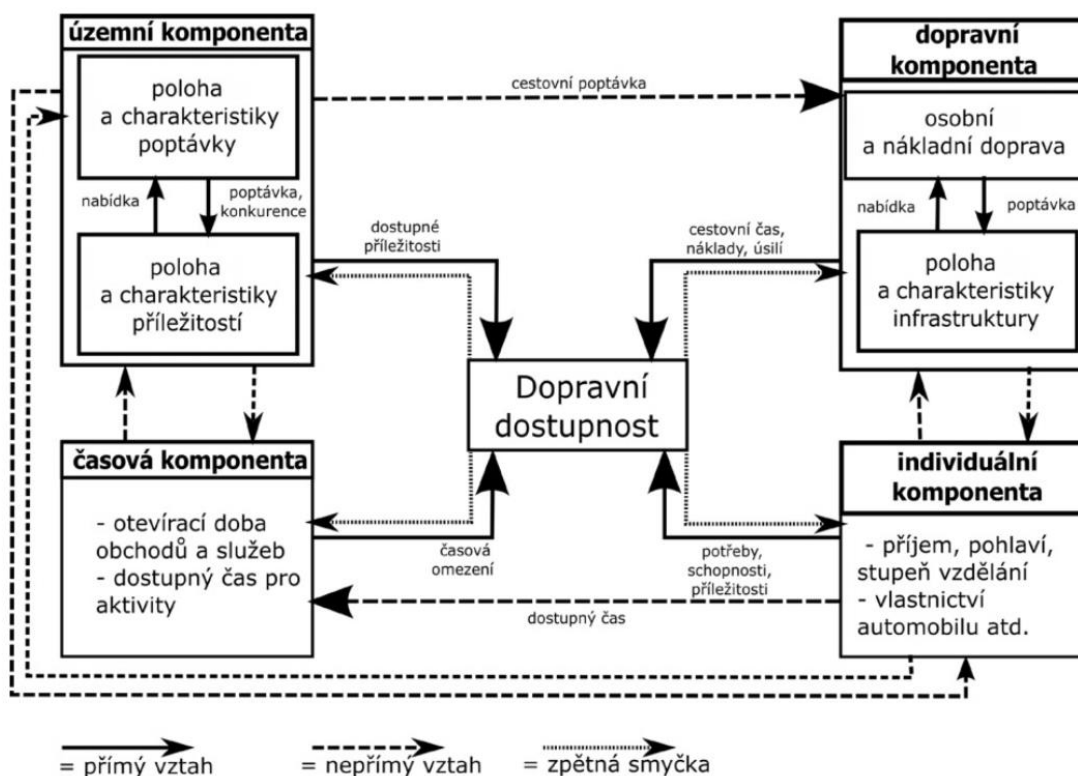 územní komponenta
poloha
a charakteristiky
poptávky
nabídka
poptávka,
konkurence
poloha
a charakteristiky
příležitostí
cestovní poptávka
dopravní
komponenta
osobní
a nákladní doprava
nabídka
poptávka
poloha
a charakteristiky
infrastruktury
dostupné
příležitosti
cestovní čas,
náklady, úsilí
Dopravní
dostupnost
časová komponenta
- otevírací doba
obchodů a služeb
- dostupný čas pro
aktivity
časová
omezení
potřeby,
schopnosti,
příležitosti
dostupný čas
individuální
komponenta
- příjem, pohlaví,
stupeň vzdělání
- vlastnictví
automobilu atd.
= přímý vztah
= nepřímý vztah
= zpětná smyčka